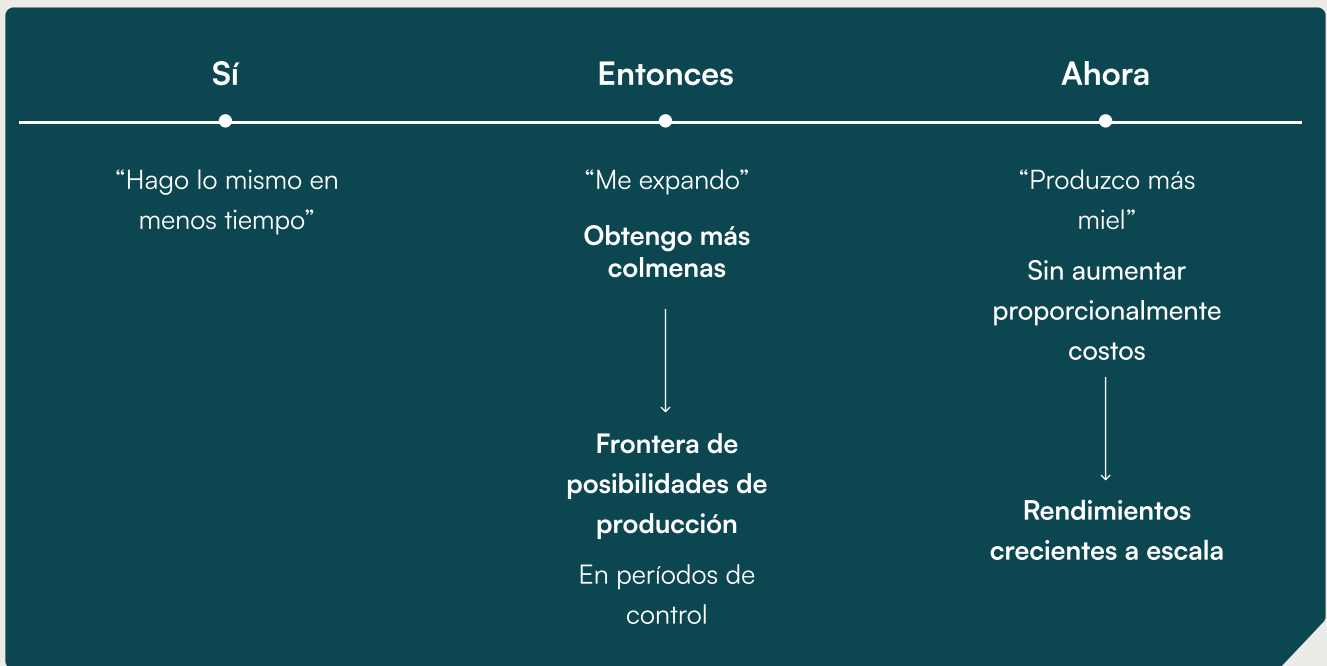 Sí
Entonces
Ahora
“Hago lo mismo en
menos tiempo”
“Me expando”
Obtengo más
colmenas
Frontera de
posibilidades de
producción
En períodos de
control
“Produzco más
miel”
Sin aumentar
proporcionalmente
costos
Rendimientos
crecientes a escala